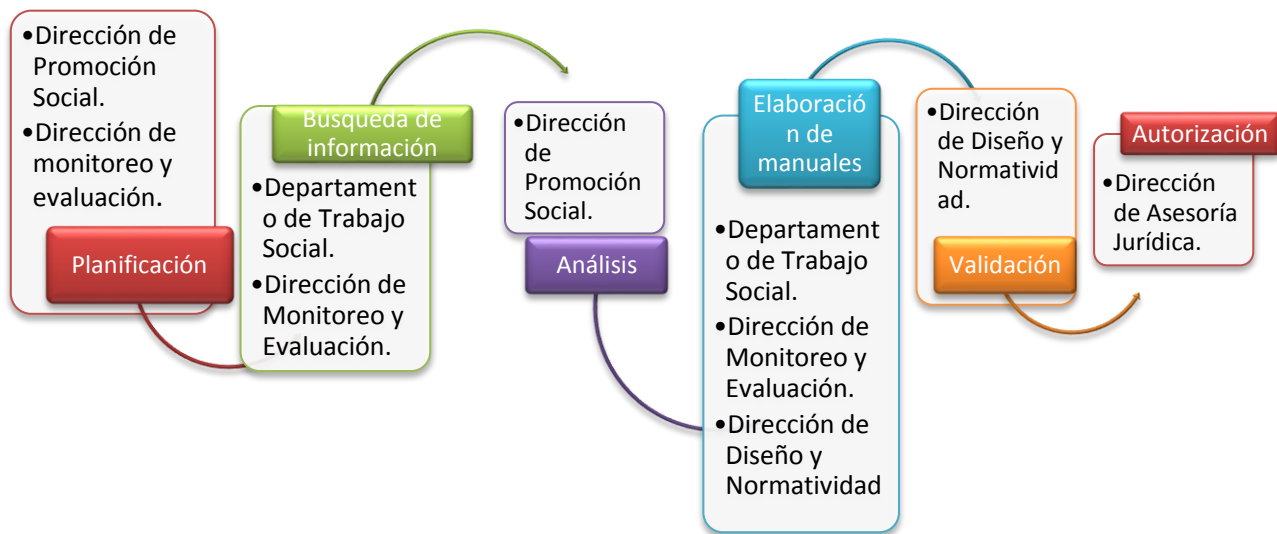 •Dirección de
Promoción
Social.
•Dirección de
monitoreo y
evaluación.
Planificación
Búsqueda de
información
•Departament
o de Trabajo
Social.
•Dirección de
Monitoreo y
Evaluación.
•Dirección
de
Promoción
Social.
Análisis
Elaboració
n de
manuales
•Departament
o de Trabajo
Social.
•Dirección de
Monitoreo y
Evaluación.
•Dirección de
Diseño y
Normatividad
•Dirección
de Diseño y
Normativid
ad.
Validación
Autorización
•Dirección
de Asesoría
Jurídica.